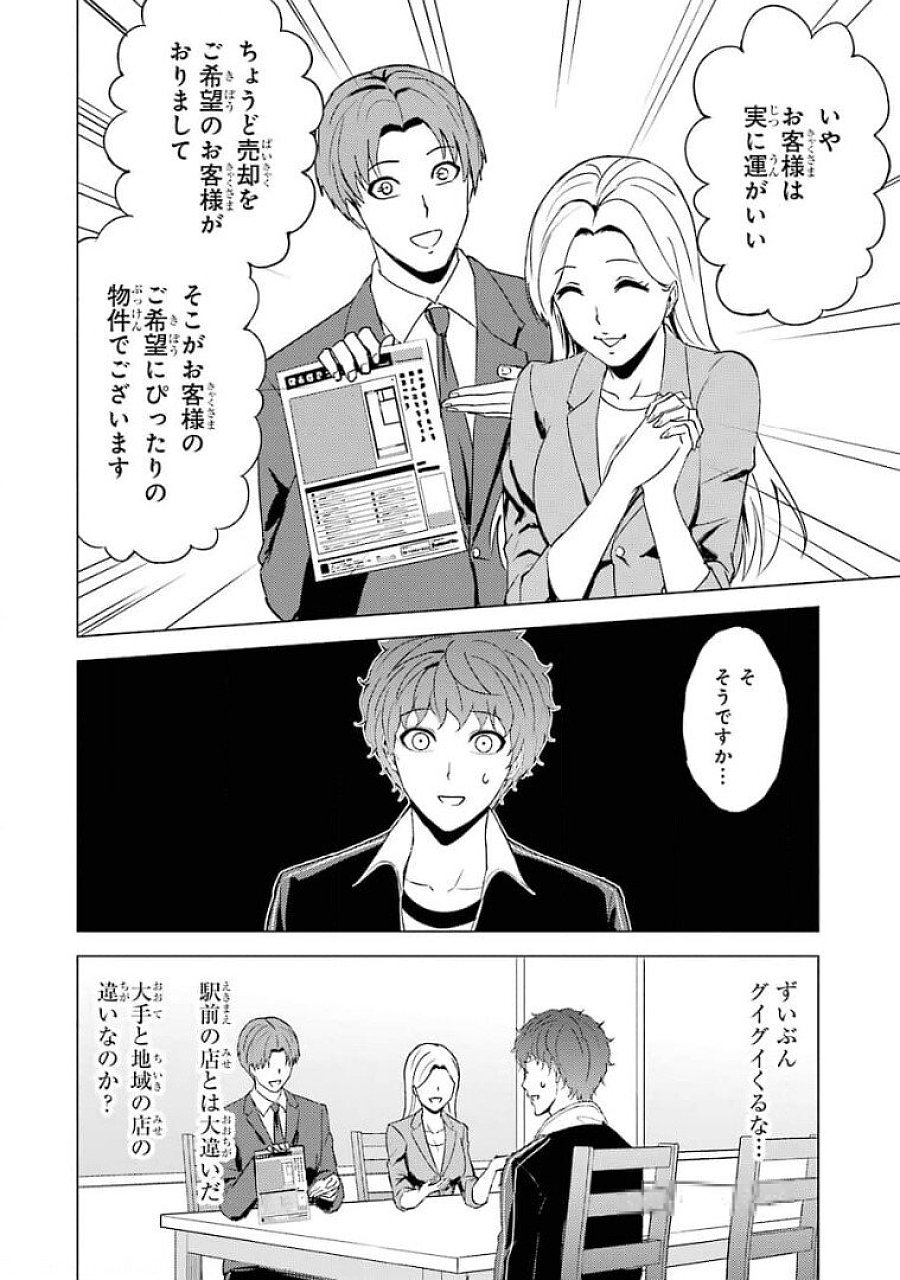 いや
お客様は
実に運がいい
ちょうど売却を
ご希望のお客様が
おりまして
そこがお客様の
ご希望にぴったりの
物件でございます
そ
そうですか…
ずいぶん
グイグイくるな…
駅前の店とは大違いだ
大手と地域の店の
違いなのか？